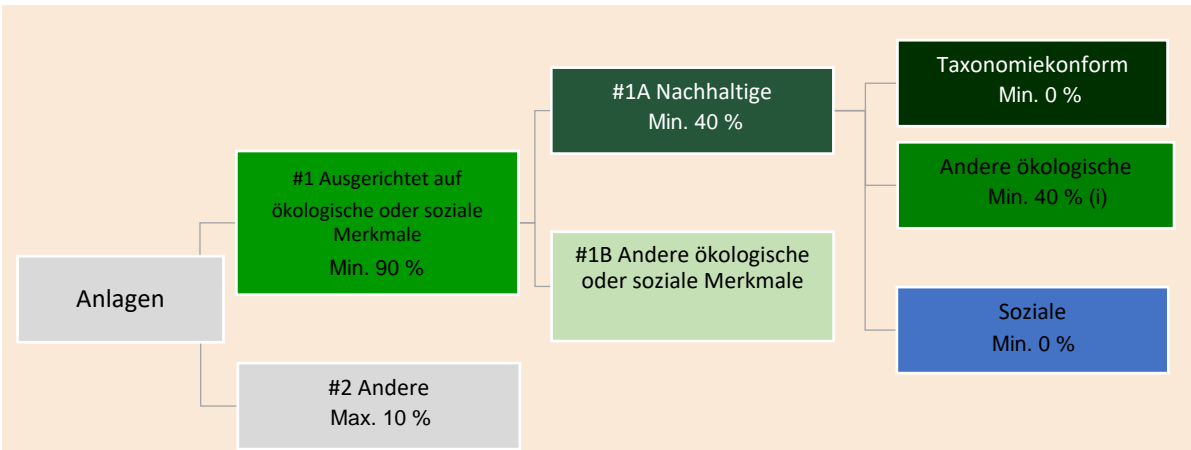 Anlagen
#1 Ausgerichtet auf
ökologische oder soziale
Merkmale
Min. 90 %
#2 Andere
Max. 10 %
#1A Nachhaltige
Min. 40 %
#1B Andere ökologische
oder soziale Merkmale
Taxonomiekonform
Min. 0 %
Andere ökologische
Min. 40 % (i)
Soziale
Min. 0 %